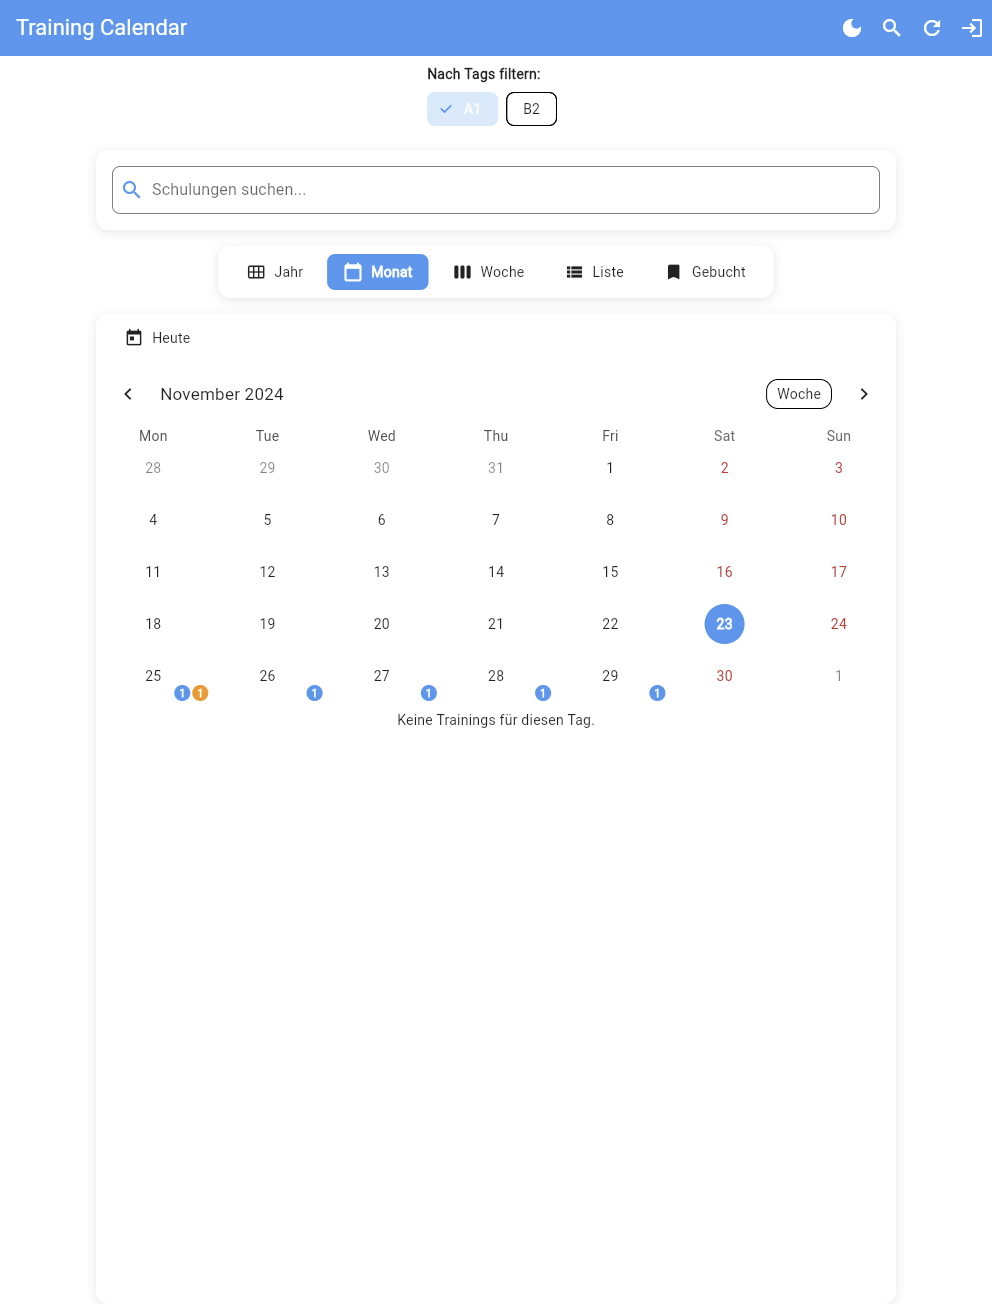 Training Calendar
Nach Tags filtern:
A1 B2
Schulungen suchen...
Jahr Monat Woche Liste Gebucht
Heute
November 2024 Woche
Mon Tue Wed Thu Fri Sat Sun
28 29 30 31 1 2 3
4 5 6 7 8 9 10
11 12 13 14 15 16 17
18 19 20 21 22 23 24
25 26 27 28 29 30 1
1 1 1 1 1 1
Keine Trainings für diesen Tag.